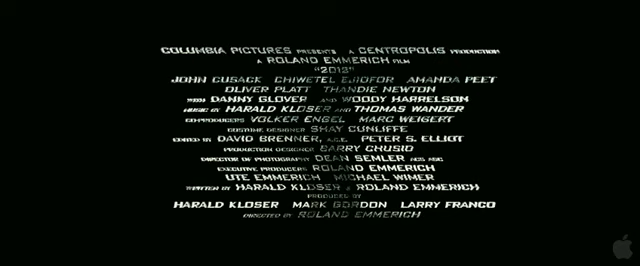 COLUMBIA PICTURES PRESENTS A CENTROPOLIS PRODUCTION
A ROLAND EMMERICH FILM
"2012"
JOHN CUSACK CHIWETEL EJIOFOR AMANDA PEET
OLIVER PLATT THANDIE NEWTON
WITH DANNY GLOVER AND WOODY HARRELSON
MUSIC BY HARALD KLOSER AND THOMAS WANDER
CO-PRODUCERS VOLKER ENGEL MARC WEIGERT
COSTUME DESIGNER SHAY CUNLIFFE
EDITED BY DAVID BRENNER, A.C.E. PETER S. ELLIOT
PRODUCTION DESIGNER BARRY CHUSID
DIRECTOR OF PHOTOGRAPHY DEAN SEMLER ACS ASC
EXECUTIVE PRODUCERS ROLAND EMMERICH
UTE EMMERICH MICHAEL WIMER
WRITTEN BY HARALD KLOSER & ROLAND EMMERICH
PRODUCED BY
HARALD KLOSER MARK GORDON LARRY FRANCO
DIRECTED BY ROLAND EMMERICH